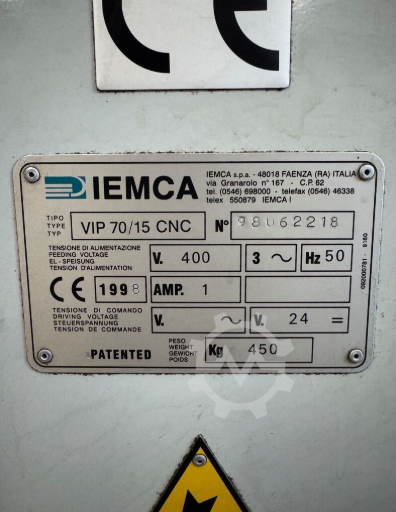 CE
IEMCA
IEMCA s.p.a. - 48018 FAENZA (RA) ITALIA
via Granarolo n° 167 - C.P. 62
tel. (0546) 698000 - telefax (0546) 46338
telex 550879 IEMCA I
TIPO
TYPE
TYP
VIP 70/15 CNC
N° 98062218
TENSIONE DI ALIMENTAZIONE
FEEDING VOLTAGE
EL - SPEISUNG
TENSION D'ALIMENTATION
V. 400
3 ~
Hz 50
CE 1998
AMP. 1
TENSIONE DI COMANDO
DRIVING VOLTAGE
STEUERSPANNUNG
TENSION DE COMMANDE
V. ~
V. 24 =
PATENTED
PESO
WEIGHT
GEWICHT
POIDS
Kg 450